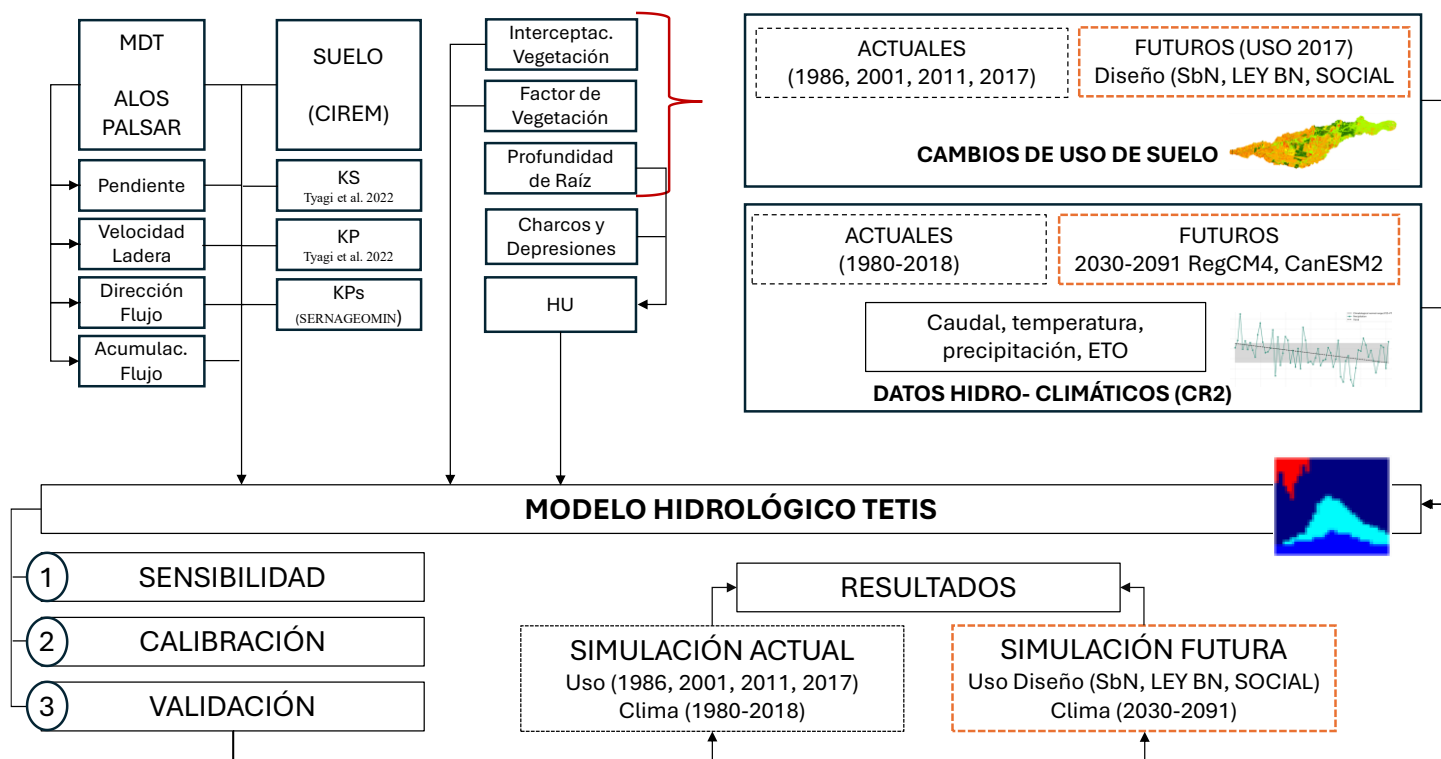 MDT
ALOS
PALSAR
Pendiente
Velocidad
Ladera
Dirección
Flujo
Acumulac.
Flujo
SUELO
(CIREM)
KS
Tyagi et al. 2022
KP
Tyagi et al. 2022
KPs
(SERNAGEOMIN)
Interceptac.
Vegetación
Factor de
Vegetación
Profundidad
de Raíz
Charcos y
Depresiones
HU
ACTUALES
(1986, 2001, 2011, 2017)
FUTUROS (USO 2017)
Diseño (SbN, LEY BN, SOCIAL
CAMBIOS DE USO DE SUELO
ACTUALES
(1980-2018)
FUTUROS
2030-2091 RegCM4, CanESM2
Caudal, temperatura,
precipitación, ETO
DATOS HIDRO- CLIMÁTICOS (CR2)
MODELO HIDROLÓGICO TETIS
1 SENSIBILIDAD
2 CALIBRACIÓN
3 VALIDACIÓN
RESULTADOS
SIMULACIÓN ACTUAL
Uso (1986, 2001, 2011, 2017)
Clima (1980-2018)
SIMULACIÓN FUTURA
Uso Diseño (SbN, LEY BN, SOCIAL)
Clima (2030-2091)